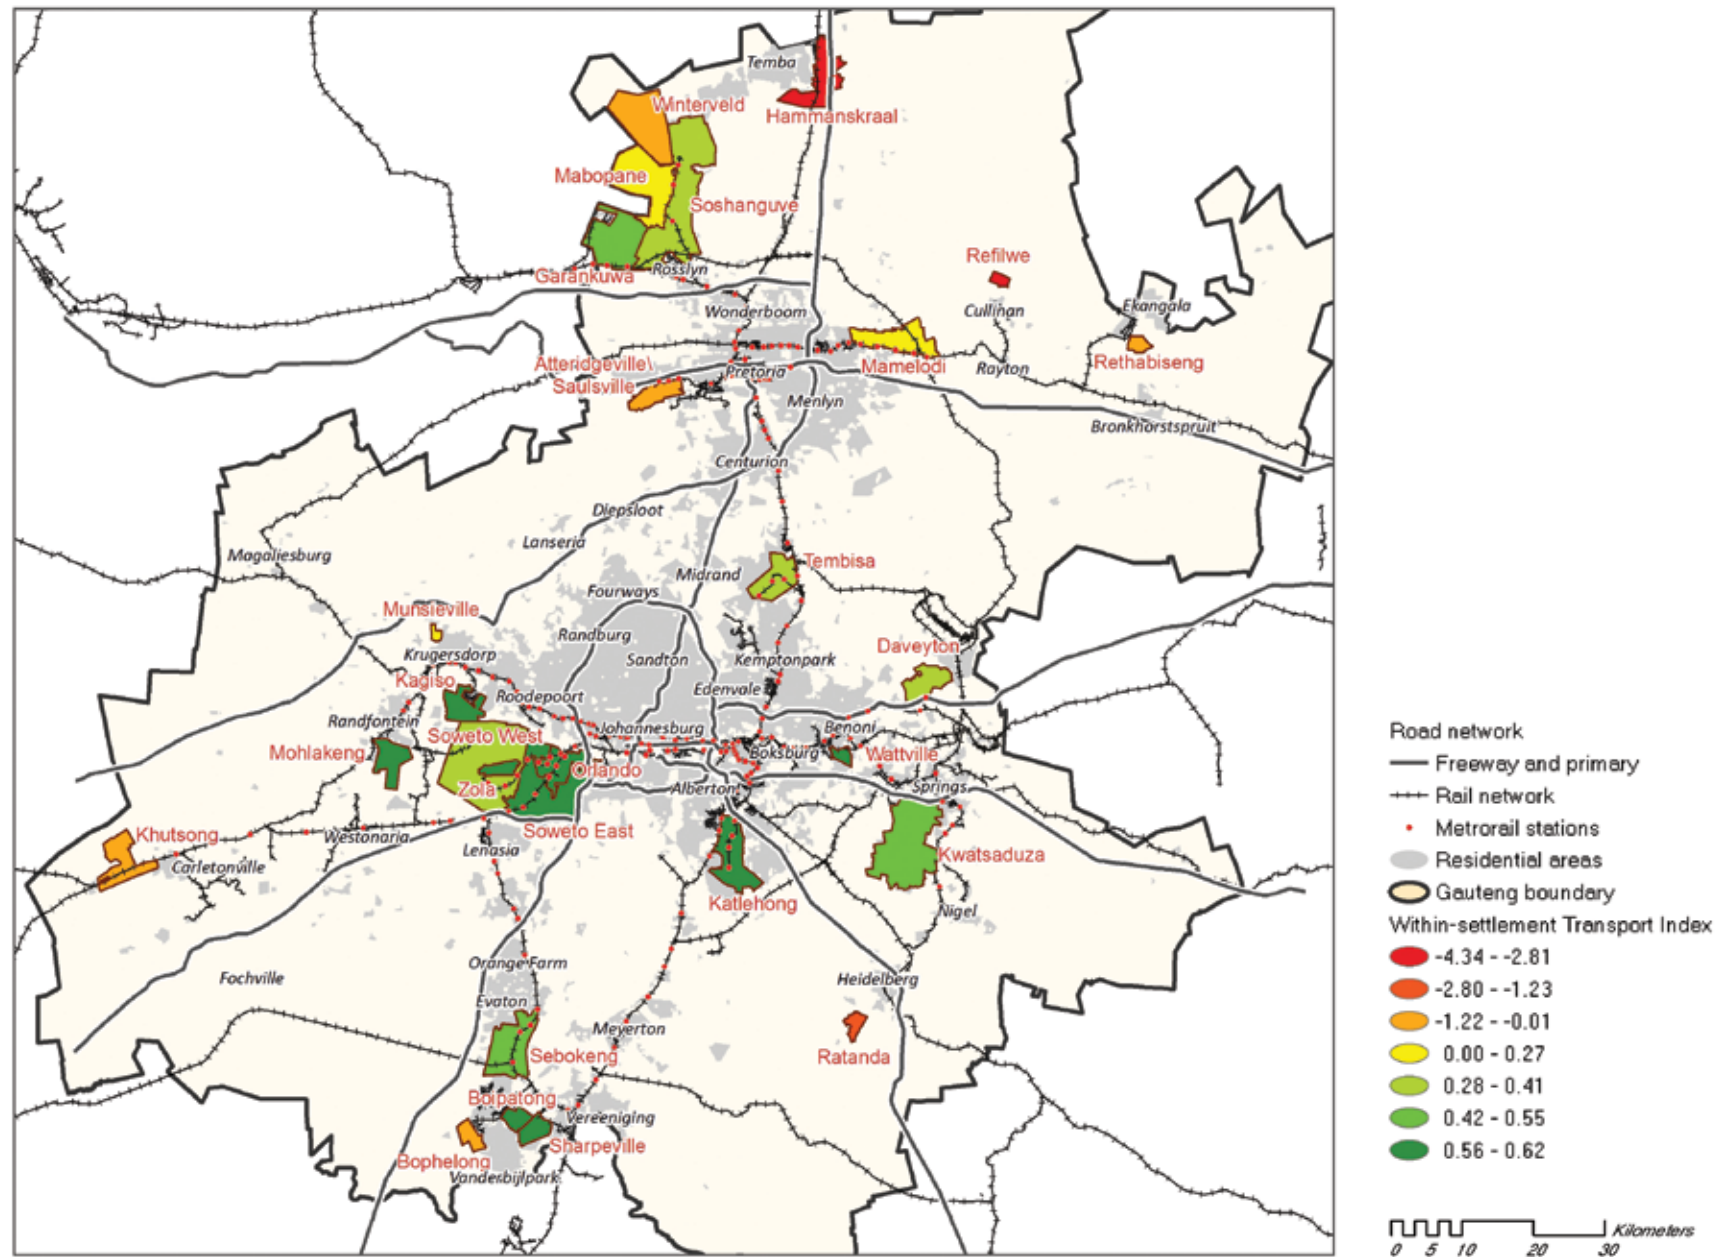 Temba
Winterveld
Hammanskraal
Mabopane
Soshanguve
Garankuwa
Rosslyn
Refilwe
Cullinan
Ekangala
Wonderboom
Atteridgeville\
Saulsville
Pretoria
Mamelodi
Rayton
Rethabiseng
Menlyn
Bronkhorstspruit
Centurion
Diepsloot
Lanseria
Magaliesburg
Midrand
Tembisa
Fourways
Munsieville
Randburg
Krugersdorp
Sandton
Kemptonpark
Daveyton
Kagiso
Roodepoort
Edenvale
Randfontein
Soweto West
Johannesburg
Benoni
Mohlakeng
Boksburg
Wattville
Orlando
Zola
Alberton
Springs
Soweto East
Khutsong
Westonaria
Lenasia
Carletonville
Kwatsaduza
Katlehong
Nigel
Orange Farm
Fochville
Heidelberg
Evaton
Meyerton
Sebokeng
Ratanda
Boipatong
Vereeniging
Sharpeville
Bophelong
Vanderbijlpark
Road network
Freeway and primary
Rail network
Metrorail stations
Residential areas
Gauteng boundary
Within-settlement Transport Index
-4.34 - -2.81
-2.80 - -1.23
-1.22 - -0.01
0.00 - 0.27
0.28 - 0.41
0.42 - 0.55
0.56 - 0.62
Kilometers
0 5 10 20 30